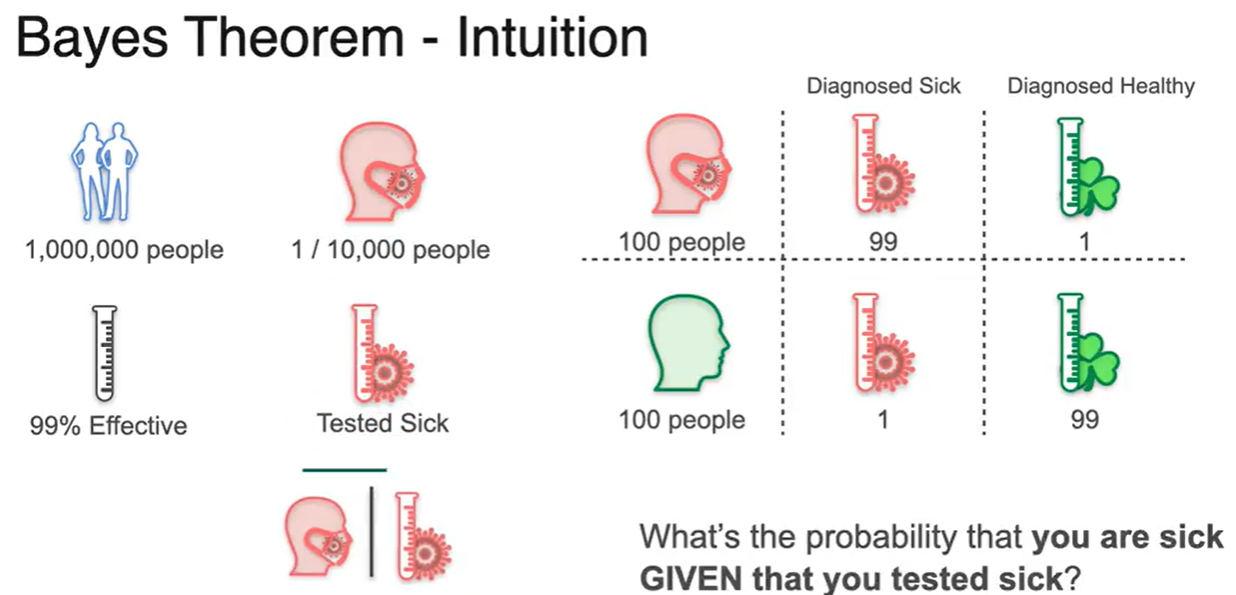 Bayes Theorem - Intuition
Diagnosed Sick
Diagnosed Healthy
1,000,000 people
1 / 10,000 people
100 people
99
1
99% Effective
Tested Sick
100 people
1
99
What's the probability that you are sick
GIVEN that you tested sick?